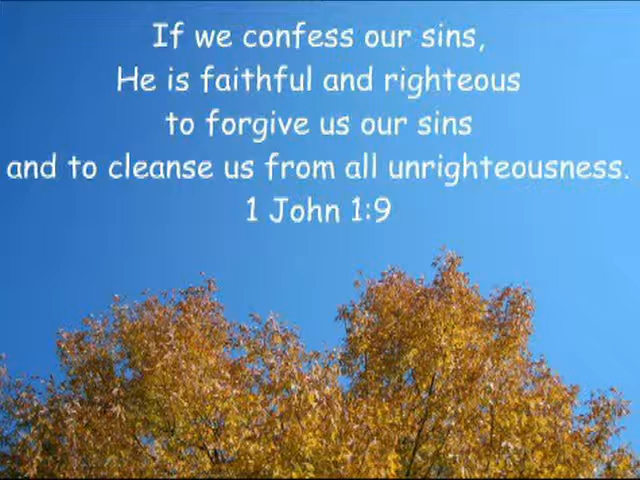 If we confess our sins,
He is faithful and righteous
to forgive us our sins
and to cleanse us from all unrighteousness.
1 John 1:9